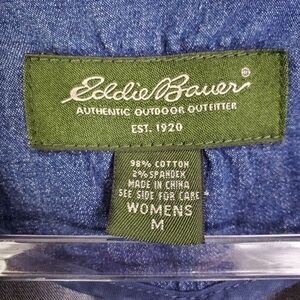 Eddie Bauer®
AUTHENTIC OUTDOOR OUTFITTER
EST. 1920
98% COTTON
2% SPANDEX
MADE IN CHINA
SEE SIDE FOR CARE *
WOMENS
M